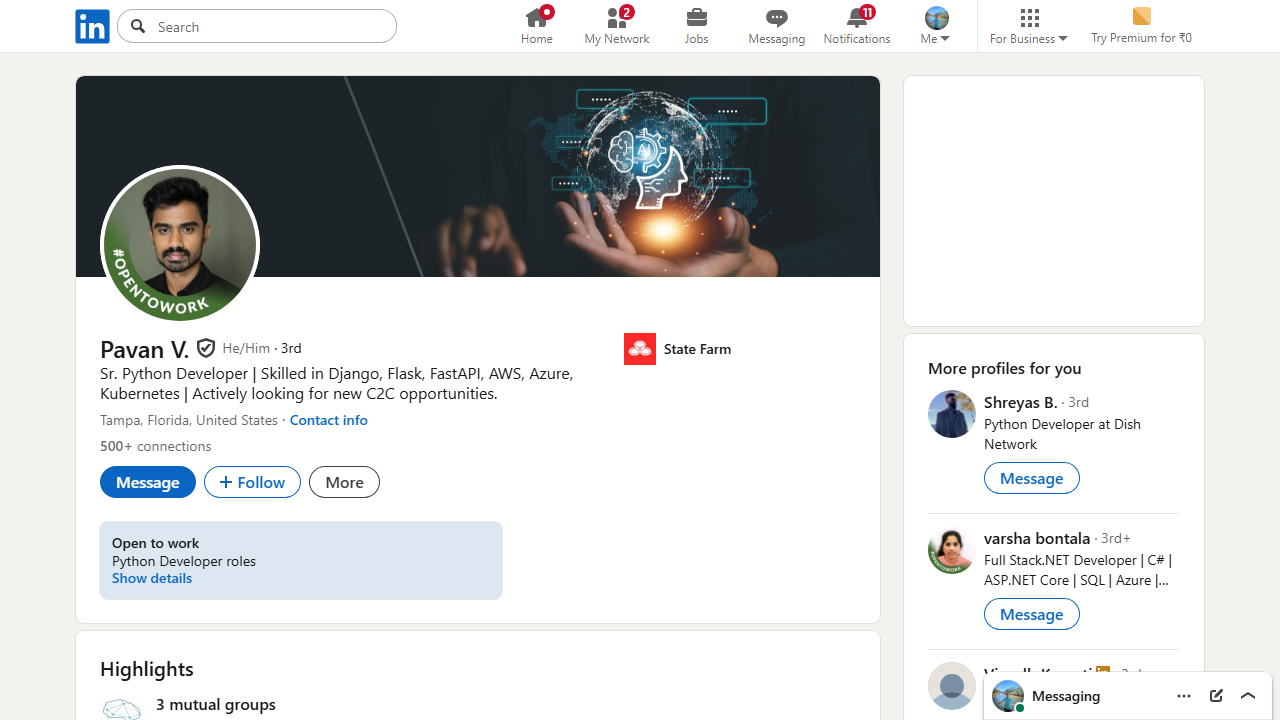 in
Search
Home
2
My Network
Jobs
Messaging
11
Notifications
Me
For Business
Try Premium for ₹0
AI
#OPENTOWORK
Pavan V. He/Him · 3rd
Sr. Python Developer | Skilled in Django, Flask, FastAPI, AWS, Azure,
Kubernetes | Actively looking for new C2C opportunities.
Tampa, Florida, United States · Contact info
500+ connections
Message
+ Follow
More
State Farm
Open to work
Python Developer roles
Show details
Highlights
3 mutual groups
More profiles for you
Shreyas B. · 3rd
Python Developer at Dish
Network
Message
varsha bontala · 3rd+
Full Stack.NET Developer | C# |
ASP.NET Core | SQL | Azure |...
Message
Messaging